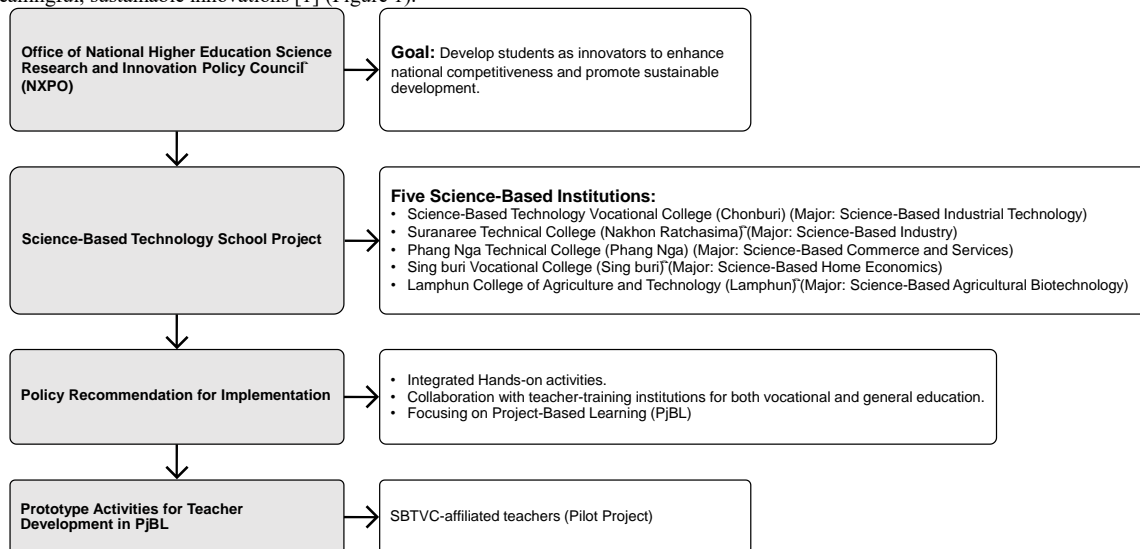 eaningful, sustainable innovations [1] (Figure 1).
Office of National Higher Education Science
Research and Innovation Policy Council
(NXPO)
Goal: Develop students as innovators to enhance
national competitiveness and promote sustainable
development.
Science-Based Technology School Project
Five Science-Based Institutions:
• Science-Based Technology Vocational College (Chonburi) (Major: Science-Based Industrial Technology)
• Suranaree Technical College (Nakhon Ratchasima) (Major: Science-Based Industry)
• Phang Nga Technical College (Phang Nga) (Major: Science-Based Commerce and Services)
• Sing buri Vocational College (Sing buri) (Major: Science-Based Home Economics)
• Lamphun College of Agriculture and Technology (Lamphun) (Major: Science-Based Agricultural Biotechnology)
Policy Recommendation for Implementation
• Integrated Hands-on activities.
• Collaboration with teacher-training institutions for both vocational and general education.
• Focusing on Project-Based Learning (PjBL)
Prototype Activities for Teacher
Development in PjBL
SBTVC-affiliated teachers (Pilot Project)